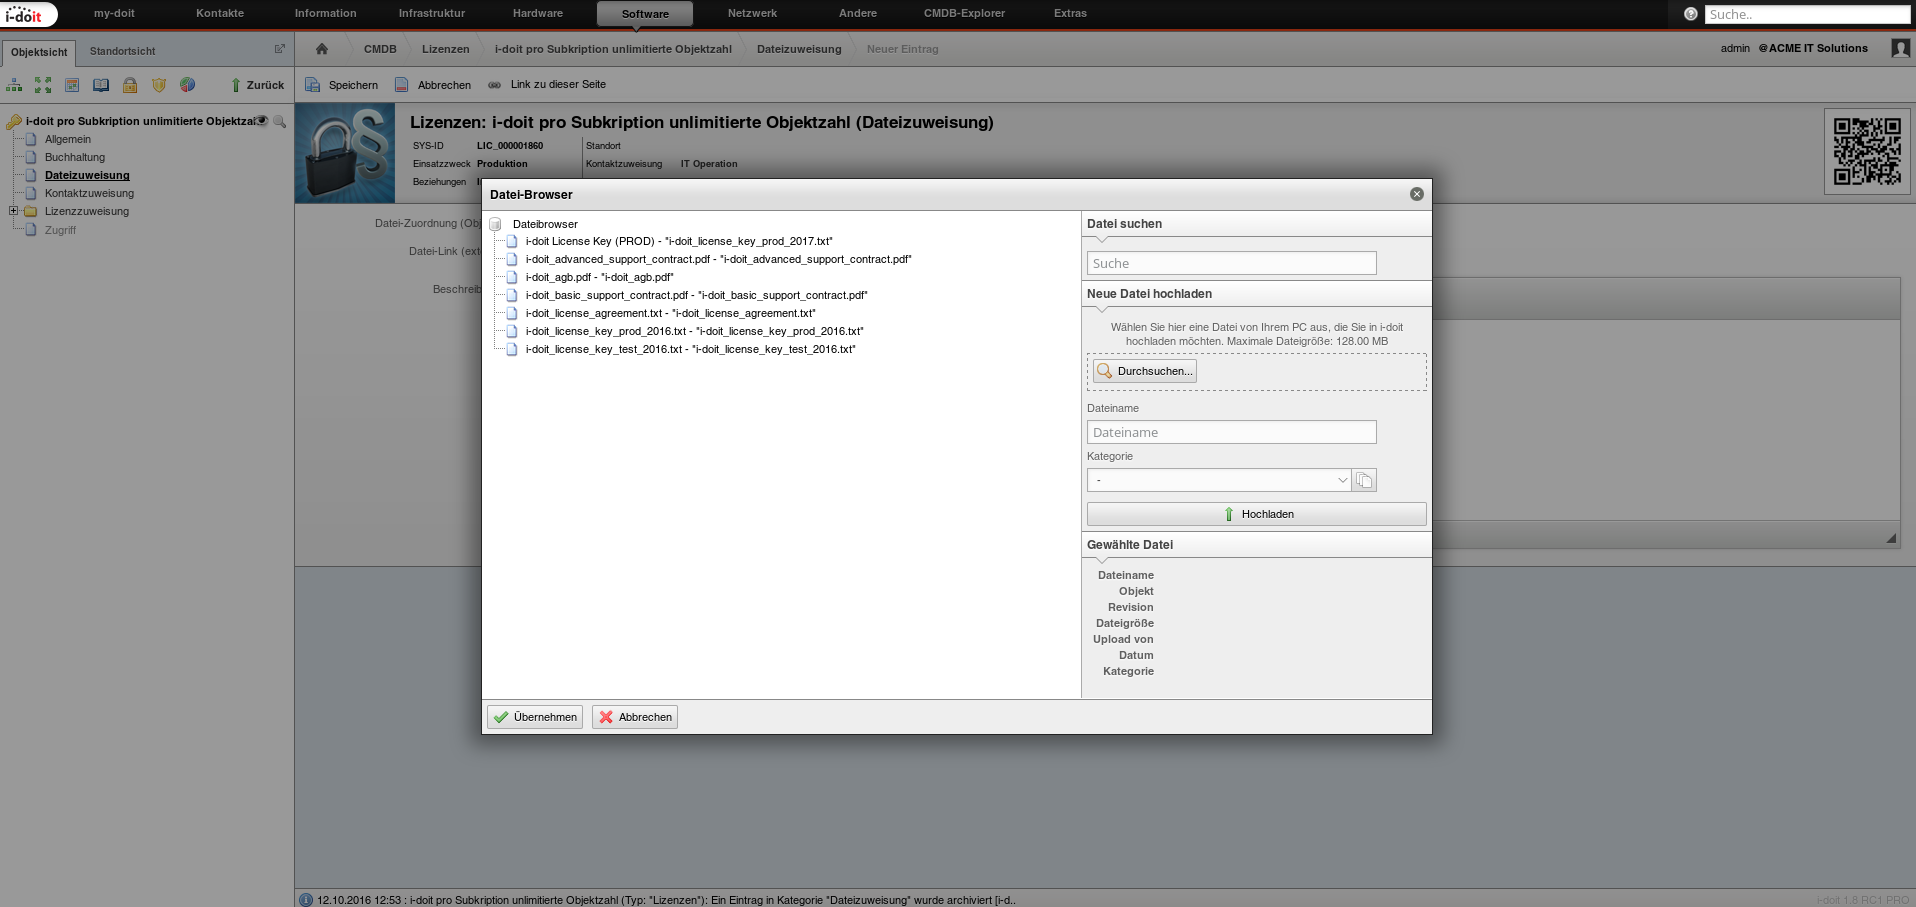 i-doit
my-doit
Kontakte
Information
Infrastruktur
Hardware
Software
Netzwerk
Andere
CMDB-Explorer
Extras
Suche..
Objektsicht
Standortsicht
CMDB
Lizenzen
i-doit pro Subkription unlimitierte Objektzahl
Dateizuweisung
Neuer Eintrag
admin @ACME IT Solutions
Zurück
Speichern
Abbrechen
Link zu dieser Seite
i-doit pro Subkription unlimitierte Objektza
Allgemein
Buchhaltung
Dateizuweisung
Kontaktzuweisung
Lizenzzuweisung
Zugriff
Lizenzen: i-doit pro Subkription unlimitierte Objektzahl (Dateizuweisung)
SYS-ID LIC_000001860
Standort
Einsatzzweck Produktion
Kontaktzuweisung IT Operation
Beziehungen
Datei-Zuordnung (Obj
Datei-Link (ext
Beschreib
Datei-Browser
Dateibrowser
i-doit License Key (PROD) - "i-doit_license_key_prod_2017.txt"
i-doit_advanced_support_contract.pdf - "i-doit_advanced_support_contract.pdf"
i-doit_agb.pdf - "i-doit_agb.pdf"
i-doit_basic_support_contract.pdf - "i-doit_basic_support_contract.pdf"
i-doit_license_agreement.txt - "i-doit_license_agreement.txt"
i-doit_license_key_prod_2016.txt - "i-doit_license_key_prod_2016.txt"
i-doit_license_key_test_2016.txt - "i-doit_license_key_test_2016.txt"
Datei suchen
Suche
Neue Datei hochladen
Wählen Sie hier eine Datei von Ihrem PC aus, die Sie in i-doit
hochladen möchten. Maximale Dateigröße: 128.00 MB
Durchsuchen...
Dateiname
Dateiname
Kategorie
-
Hochladen
Gewählte Datei
Dateiname
Objekt
Revision
Dateigröße
Upload von
Datum
Kategorie
Übernehmen
Abbrechen
12.10.2016 12:53 : i-doit pro Subkription unlimitierte Objektzahl (Typ: "Lizenzen"): Ein Eintrag in Kategorie "Dateizuweisung" wurde archiviert [i-d..
i-doit 1.8 RC1 PRO